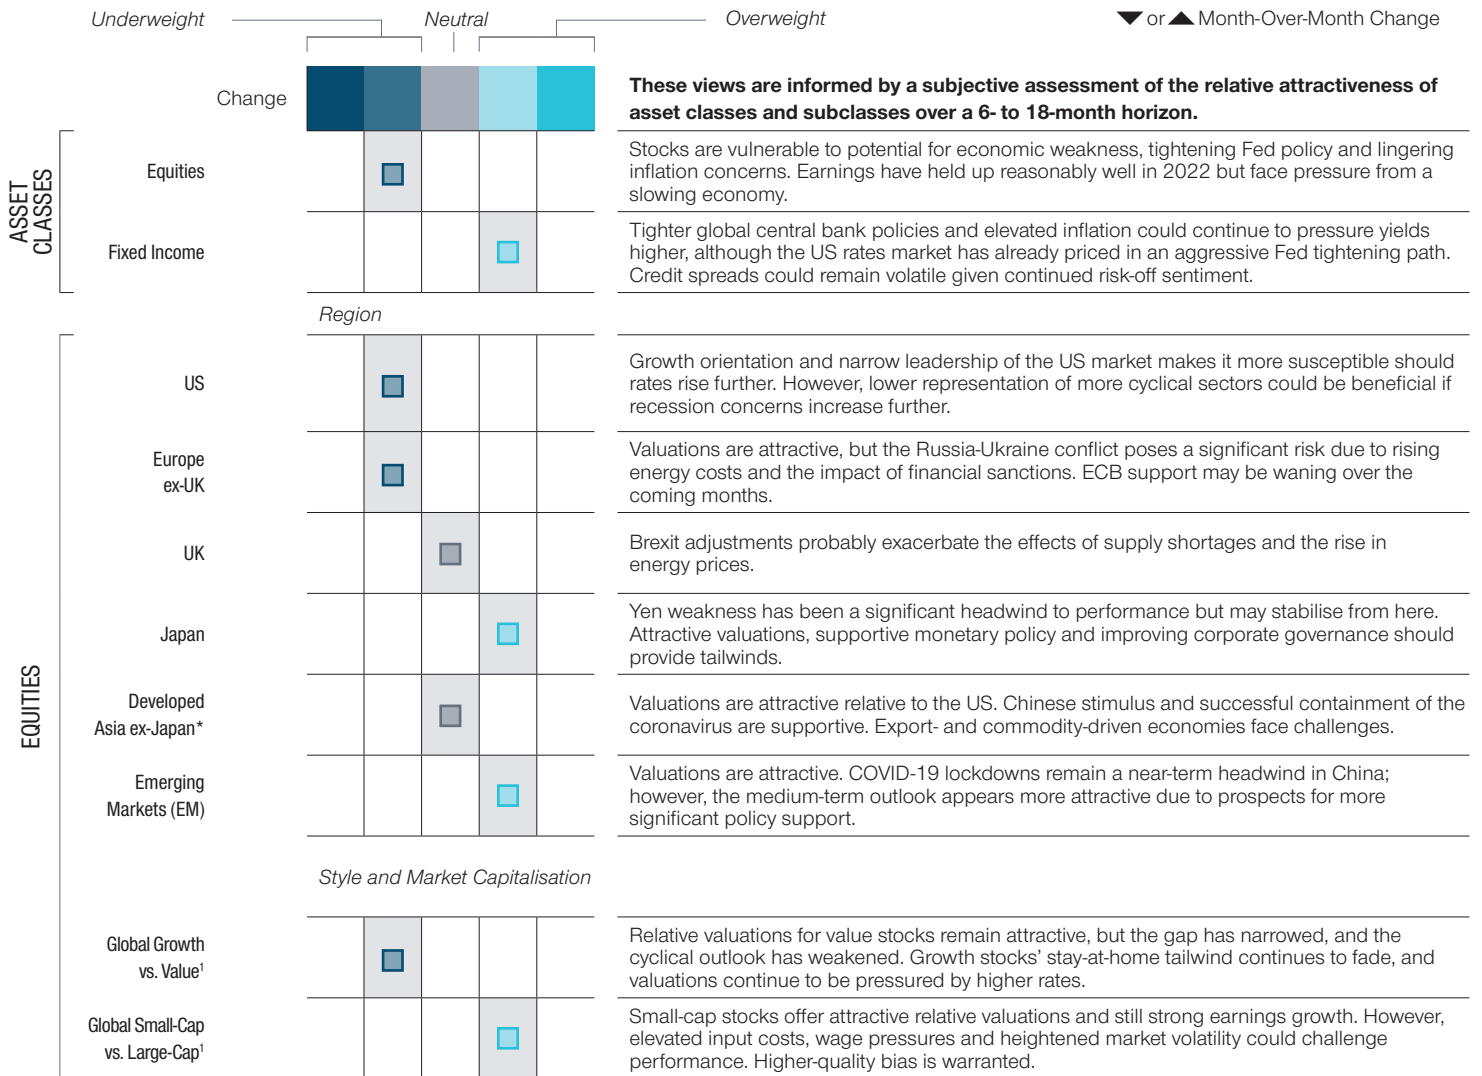 Underweight
Neutral
Overweight
▼ or ▲ Month-Over-Month Change
Change
These views are informed by a subjective assessment of the relative attractiveness of
asset classes and subclasses over a 6- to 18-month horizon.
ASSET
CLASSES
Equities
Stocks are vulnerable to potential for economic weakness, tightening Fed policy and lingering
inflation concerns. Earnings have held up reasonably well in 2022 but face pressure from a
slowing economy.
Fixed Income
Tighter global central bank policies and elevated inflation could continue to pressure yields
higher, although the US rates market has already priced in an aggressive Fed tightening path.
Credit spreads could remain volatile given continued risk-off sentiment.
EQUITIES
Region
US
Growth orientation and narrow leadership of the US market makes it more susceptible should
rates rise further. However, lower representation of more cyclical sectors could be beneficial if
recession concerns increase further.
Europe
ex-UK
Valuations are attractive, but the Russia-Ukraine conflict poses a significant risk due to rising
energy costs and the impact of financial sanctions. ECB support may be waning over the
coming months.
UK
Brexit adjustments probably exacerbate the effects of supply shortages and the rise in
energy prices.
Japan
Yen weakness has been a significant headwind to performance but may stabilise from here.
Attractive valuations, supportive monetary policy and improving corporate governance should
provide tailwinds.
Developed
Asia ex-Japan*
Valuations are attractive relative to the US. Chinese stimulus and successful containment of the
coronavirus are supportive. Export- and commodity-driven economies face challenges.
Emerging
Markets (EM)
Valuations are attractive. COVID-19 lockdowns remain a near-term headwind in China;
however, the medium-term outlook appears more attractive due to prospects for more
significant policy support.
Style and Market Capitalisation
Global Growth
vs. Value¹
Relative valuations for value stocks remain attractive, but the gap has narrowed, and the
cyclical outlook has weakened. Growth stocks' stay-at-home tailwind continues to fade, and
valuations continue to be pressured by higher rates.
Global Small-Cap
vs. Large-Cap¹
Small-cap stocks offer attractive relative valuations and still strong earnings growth. However,
elevated input costs, wage pressures and heightened market volatility could challenge
performance. Higher-quality bias is warranted.